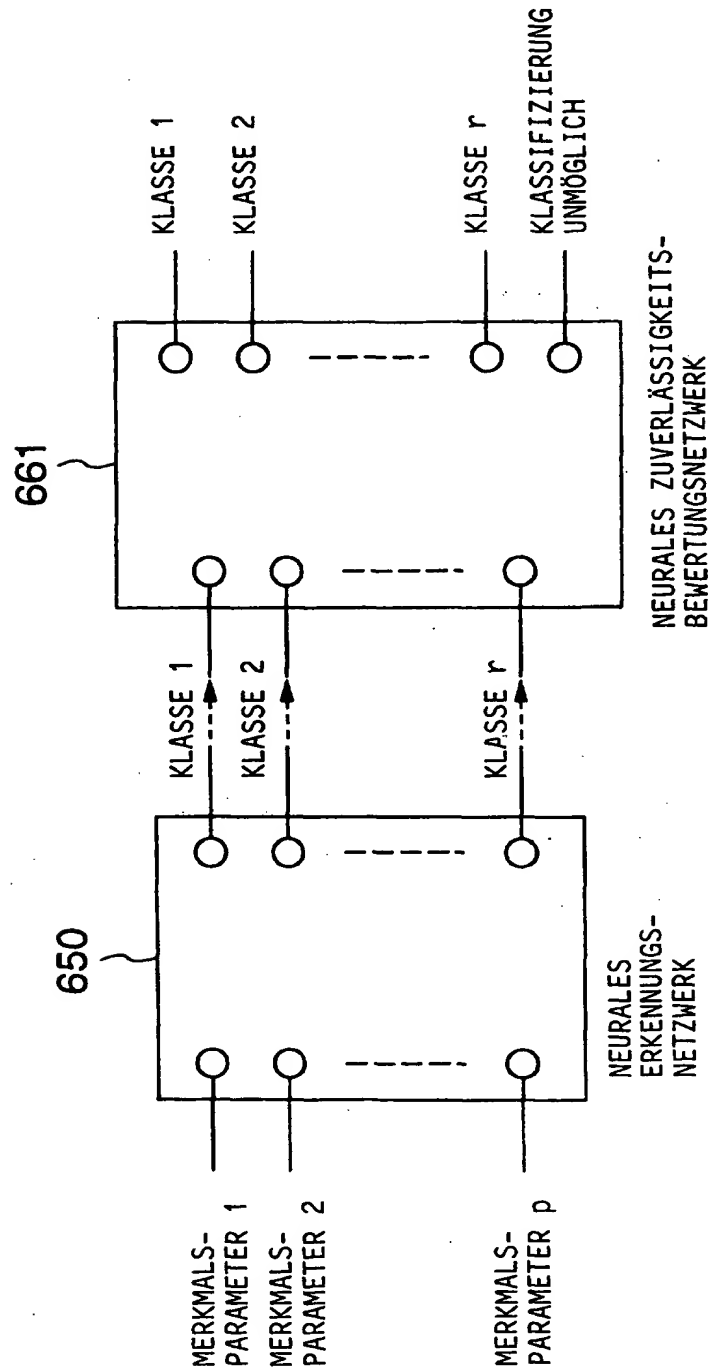 MERKMALS-
PARAMETER 1
MERKMALS-
PARAMETER 2
MERKMALS-
PARAMETER p
650
NEURALES
ERKENNUNGS-
NETZWERK
KLASSE 1
KLASSE 2
KLASSE r
661
NEURALES ZUVERLÄSSIGKEITS-
BEWERTUNGSNETZWERK
KLASSE 1
KLASSE 2
KLASSE r
KLASSIFIZIERUNG
UNMÖGLICH